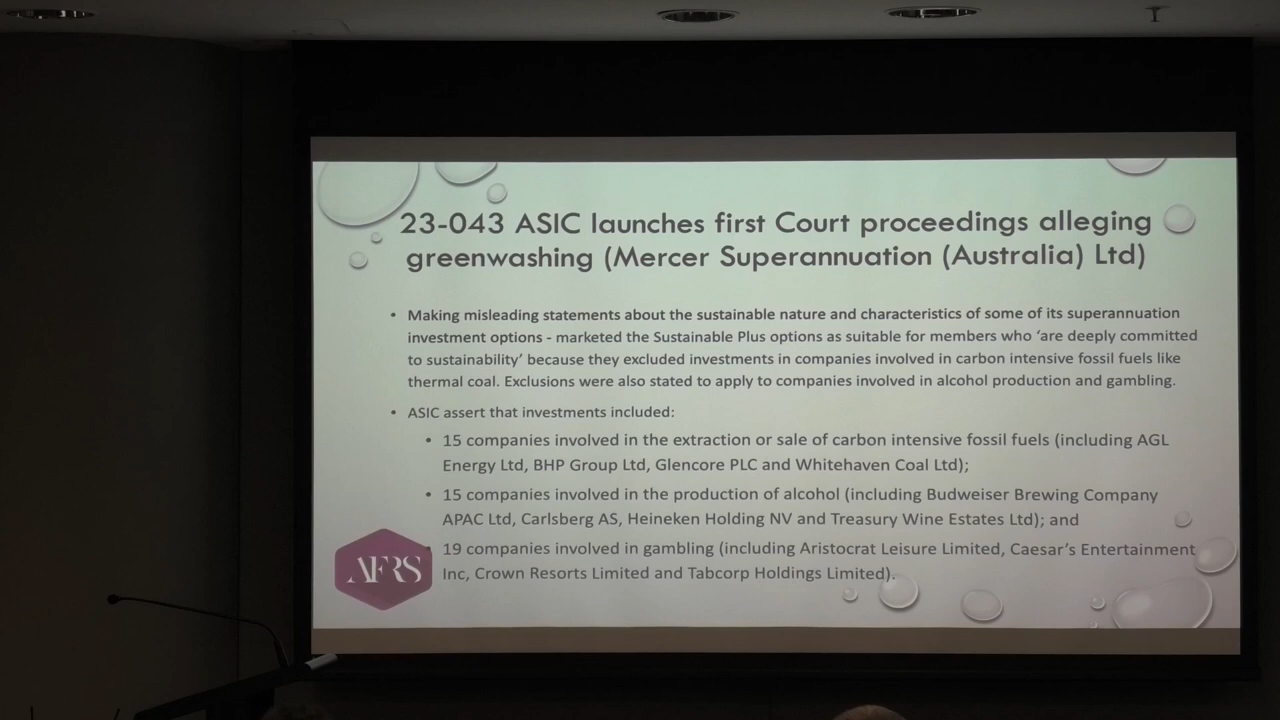 23-043 ASIC launches first Court proceedings alleging
greenwashing (Mercer Superannuation (Australia) Ltd)
• Making misleading statements about the sustainable nature and characteristics of some of its superannuation
investment options - marketed the Sustainable Plus options as suitable for members who ‘are deeply committed
to sustainability’ because they excluded investments in companies involved in carbon intensive fossil fuels like
thermal coal. Exclusions were also stated to apply to companies involved in alcohol production and gambling.
• ASIC assert that investments included:
• 15 companies involved in the extraction or sale of carbon intensive fossil fuels (including AGL
Energy Ltd, BHP Group Ltd, Glencore PLC and Whitehaven Coal Ltd);
• 15 companies involved in the production of alcohol (including Budweiser Brewing Company
APAC Ltd, Carlsberg AS, Heineken Holding NV and Treasury Wine Estates Ltd); and
• 19 companies involved in gambling (including Aristocrat Leisure Limited, Caesar’s Entertainment
Inc, Crown Resorts Limited and Tabcorp Holdings Limited).
AFRS